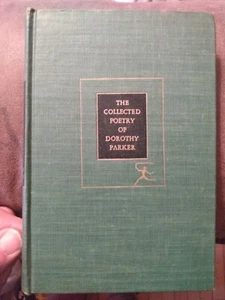 THE
COLLECTED
POETRY
OF
DOROTHY
PARKER